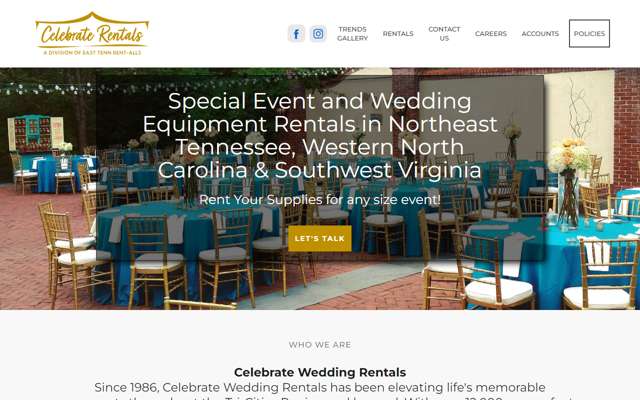 Celebrate Rentals
A DIVISION OF EAST TENN RENT-ALLS
TRENDS GALLERY
RENTALS
CONTACT US
CAREERS
ACCOUNTS
POLICIES
Special Event and Wedding
Equipment Rentals in Northeast
Tennessee, Western North
Carolina & Southwest Virginia
Rent Your Supplies for any size event!
LET'S TALK
WHO WE ARE
Celebrate Wedding Rentals
Since 1986, Celebrate Wedding Rentals has been elevating life's memorable